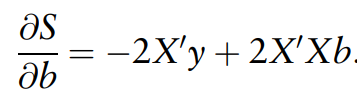 ∂S/∂b = −2X′y + 2X′Xb.